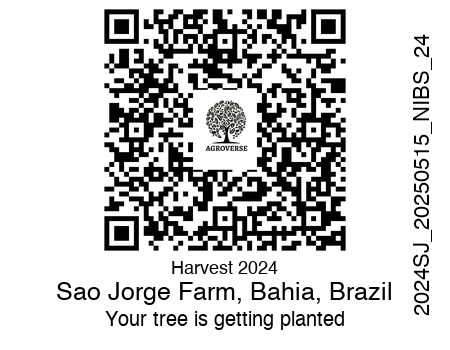 AGROVERSE
Harvest 2024
Sao Jorge Farm, Bahia, Brazil
Your tree is getting planted
2024SJ_20250515_NIBS_24